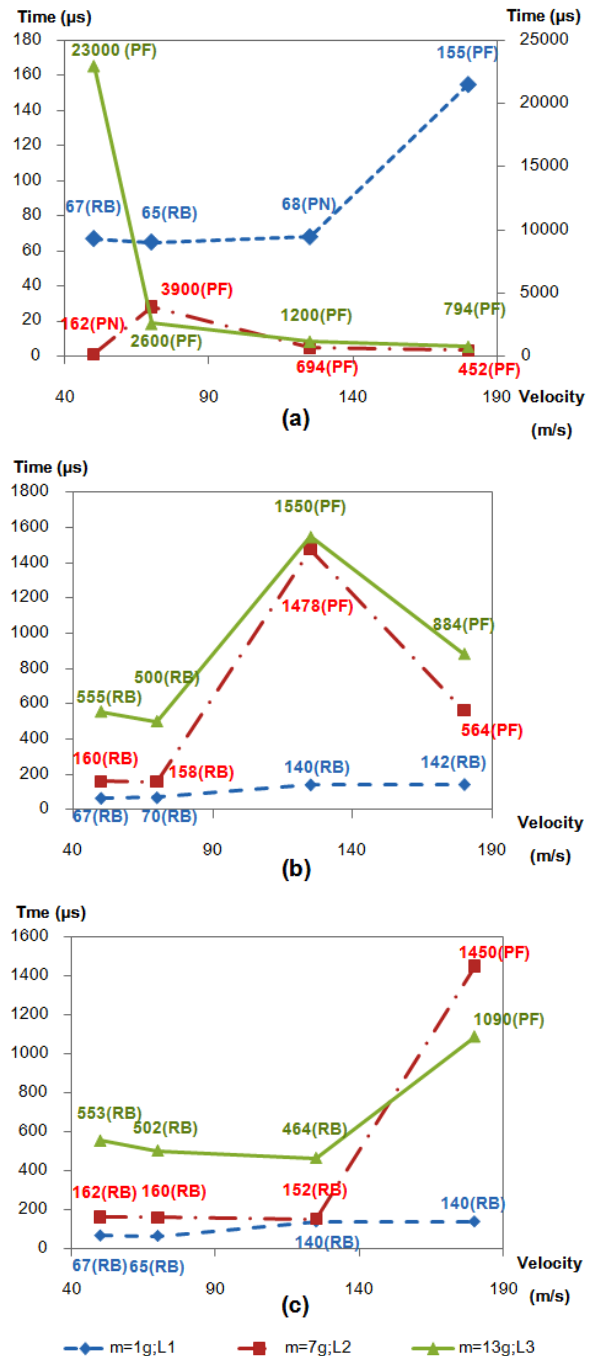 Time (µs)
Time (µs)
180
160
140
120
100
80
60
40
20
0
25000
20000
15000
10000
5000
0
23000 (PF)
155(PF)
67(RB)
65(RB)
68(PN)
3900(PF)
162(PN)
2600(PF)
1200(PF)
694(PF)
794(PF)
452(PF)
40
90
140
190
Velocity
(m/s)
(a)
Time (µs)
1800
1600
1400
1200
1000
800
600
400
200
0
1550(PF)
1478(PF)
884(PF)
564(PF)
555(RB)
500(RB)
160(RB)
158(RB)
140(RB)
142(RB)
67(RB)
70(RB)
40
90
140
190
Velocity
(m/s)
(b)
Tme (µs)
1600
1400
1200
1000
800
600
400
200
0
1450(PF)
1090(PF)
553(RB)
502(RB)
464(RB)
162(RB)
160(RB)
152(RB)
140(RB)
140(RB)
67(RB)
65(RB)
40
90
140
190
Velocity
(m/s)
(c)
m=1g;L1
m=7g;L2
m=13g;L3